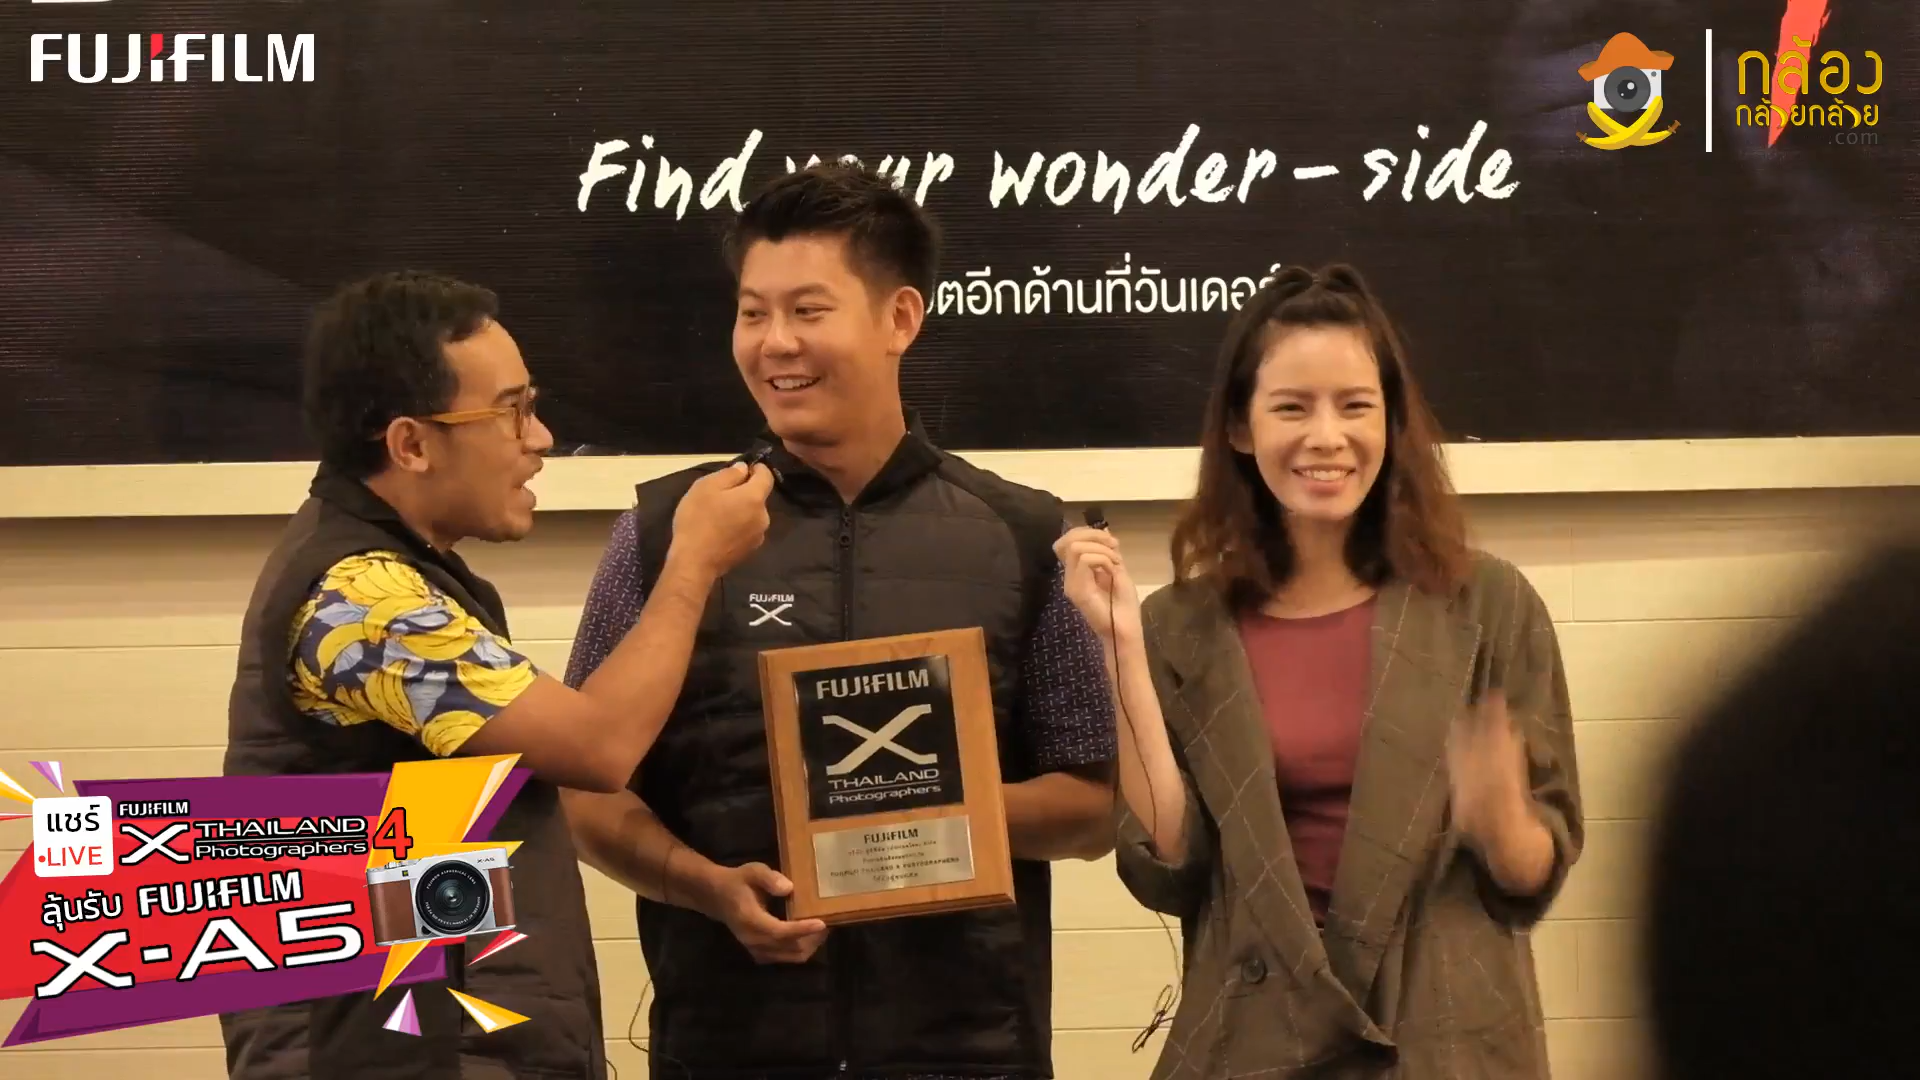 FUJIFILM
กล้อง
กล้วยกล้วย
.com
Find your wonder-side
ตอีกด้านที่วันเดอร์
FUJIFILM
X
FUJIFILM
X
THAILAND
Photographers
FUJIFILM
แชร์
•LIVE
FUJIFILM
X THAILAND 4
Photographers
X-A5
ลุ้นรับ FUJIFILM
X-A5